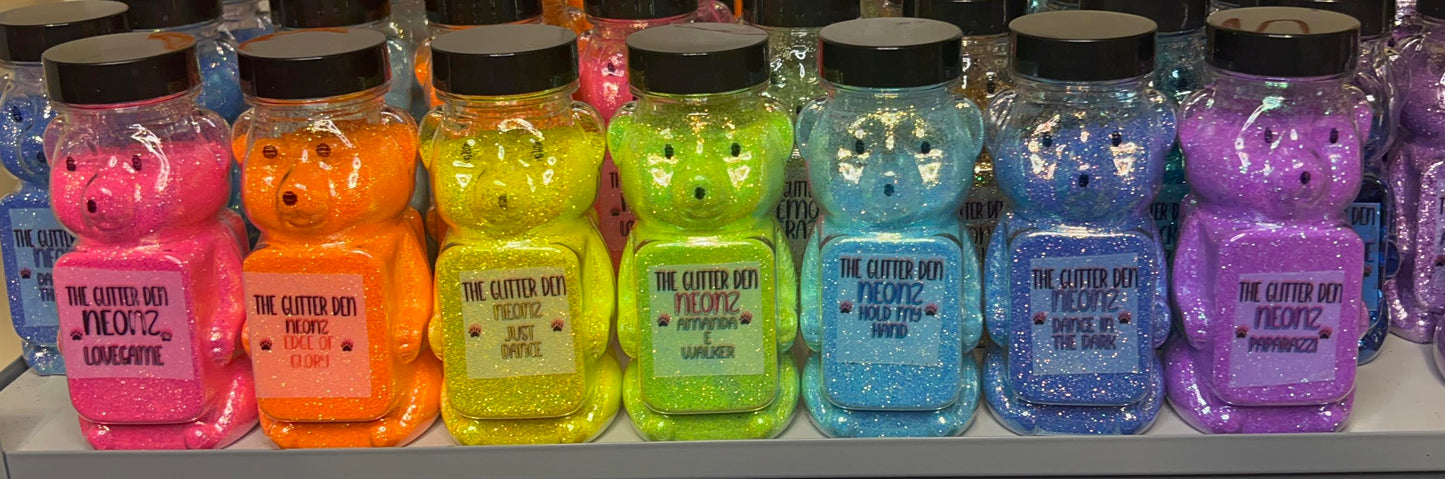 THE GLITTER DEN
NEONZ
LOVEGAME
THE GLITTER DEN
NEONZ
EDGE OF
GLORY
THE GLITTER DEN
NEONZ
JUST
DANCE
THE GLITTER DEN
NEONZ
AMANDA
E
WALKER
THE GLITTER DEN
NEONZ
HOLD MY
HAND
THE GLITTER DEN
NEONZ
DANCE IN
THE DARK
THE GLITTER DEN
NEONZ
PAPARAZZI